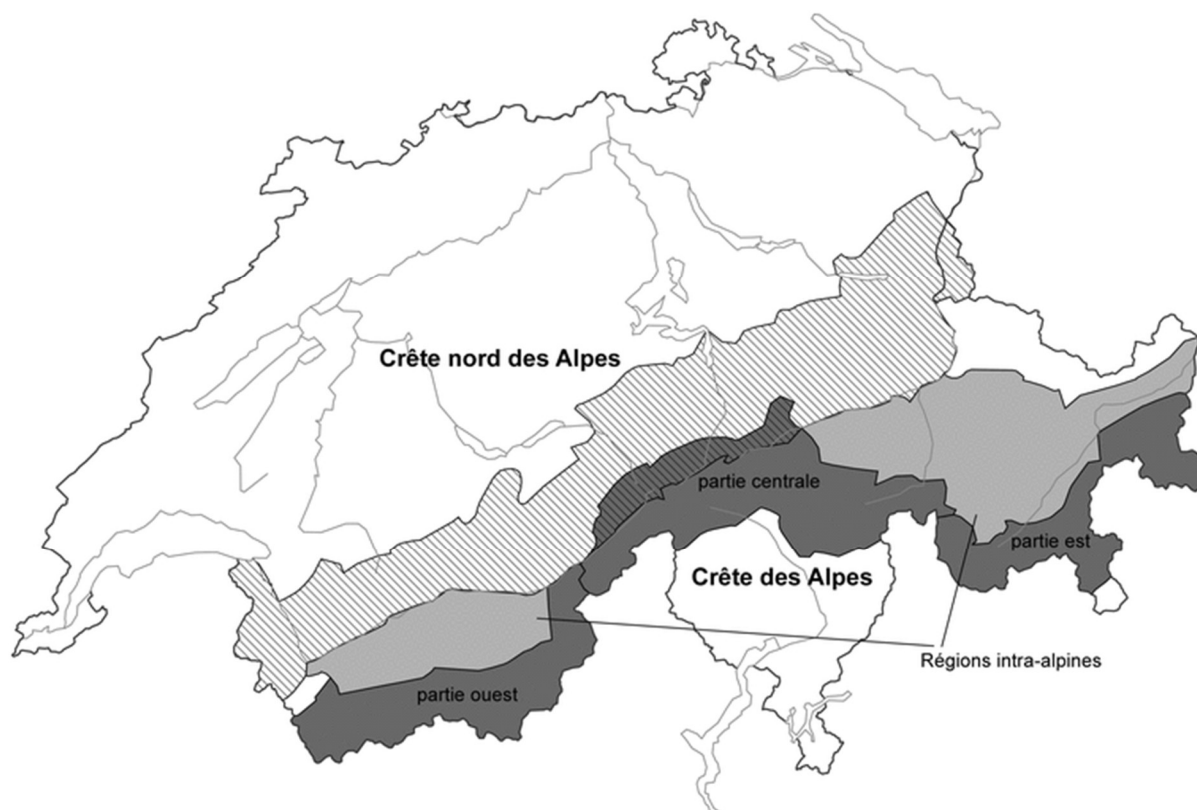 Crête nord des Alpes
partie centrale
partie est
Crête des Alpes
Régions intra-alpines
partie ouest